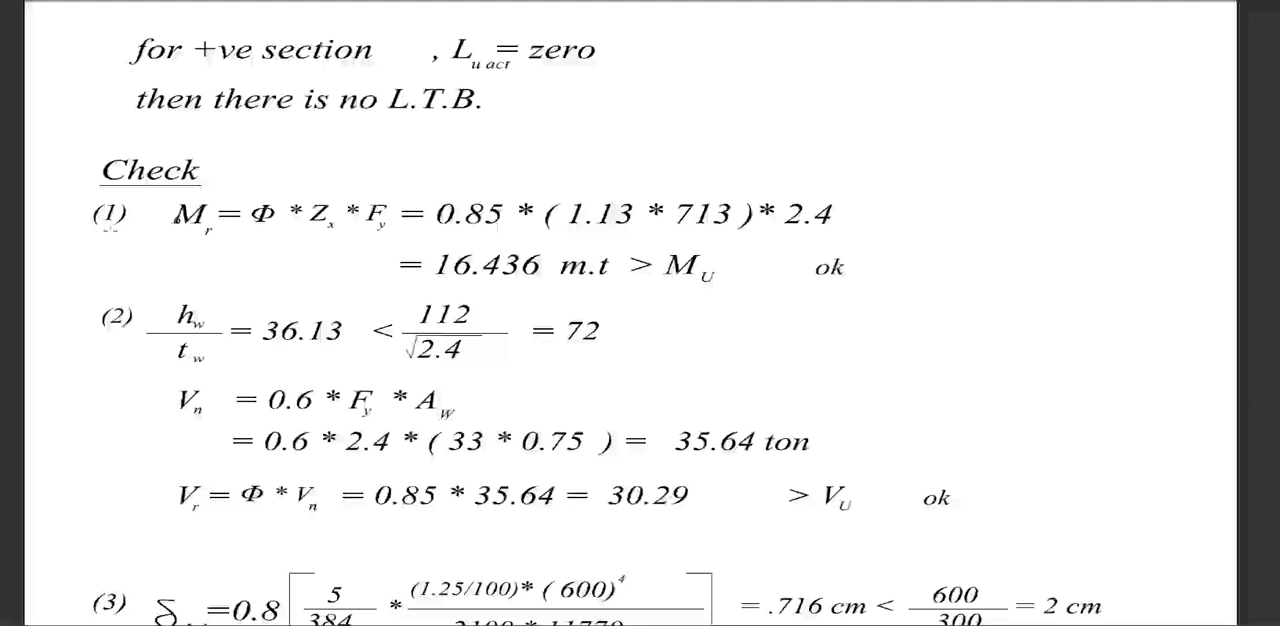 for +ve section , L u act = zero
then there is no L.T.B.
Check
(1) M r = Φ * Z x * F y = 0.85 * ( 1.13 * 713 ) * 2.4
= 16.436 m.t > M U ok
(2) h w / t w = 36.13 < 112 / √2.4 = 72
V n = 0.6 * F y * A w
= 0.6 * 2.4 * ( 33 * 0.75 ) = 35.64 ton
V r = Φ * V n = 0.85 * 35.64 = 30.29 > V U ok
(3) δ =0.8 [ 5 / 384 * (1.25/100)* ( 600)⁴ / 2100 * 11770 ] = .716 cm < 600 / 300 = 2 cm